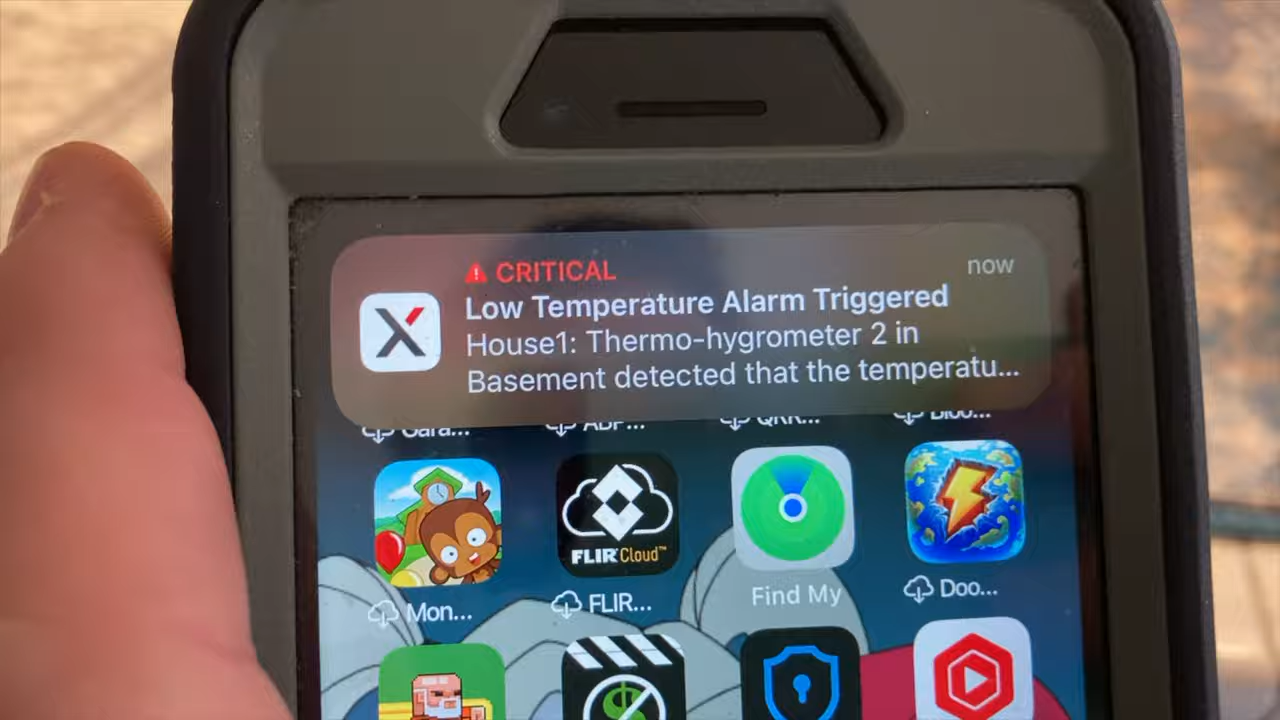 CRITICAL
now
Low Temperature Alarm Triggered
House1: Thermo-hygrometer 2 in
Basement detected that the temperatu...
FLIR Cloud™
Mon...
FLIR...
Find My
Doo...